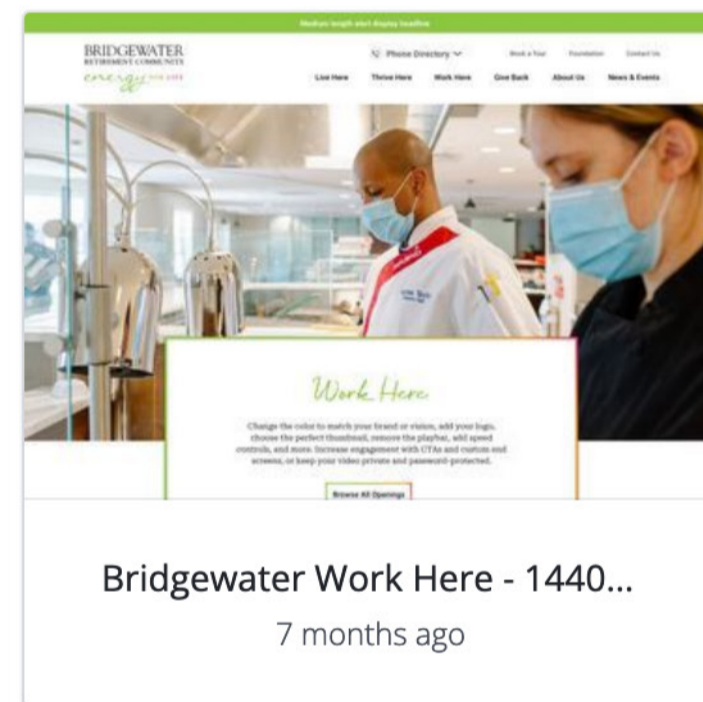 Medium length alert display headline
BRIDGEWATER
RETIREMENT COMMUNITY
energy FOR LIFE
Phone Directory
Book a Tour
Foundation
Contact Us
Live Here
Thrive Here
Work Here
Give Back
About Us
News & Events
Work Here
Change the color to match your brand or vision, add your logo,
choose the perfect thumbnail, remove the playbar, add speed
controls, and more. Increase engagement with CTAs and custom end
screens, or keep your video private and password-protected.
Browse All Openings
Bridgewater Work Here - 1440...
7 months ago